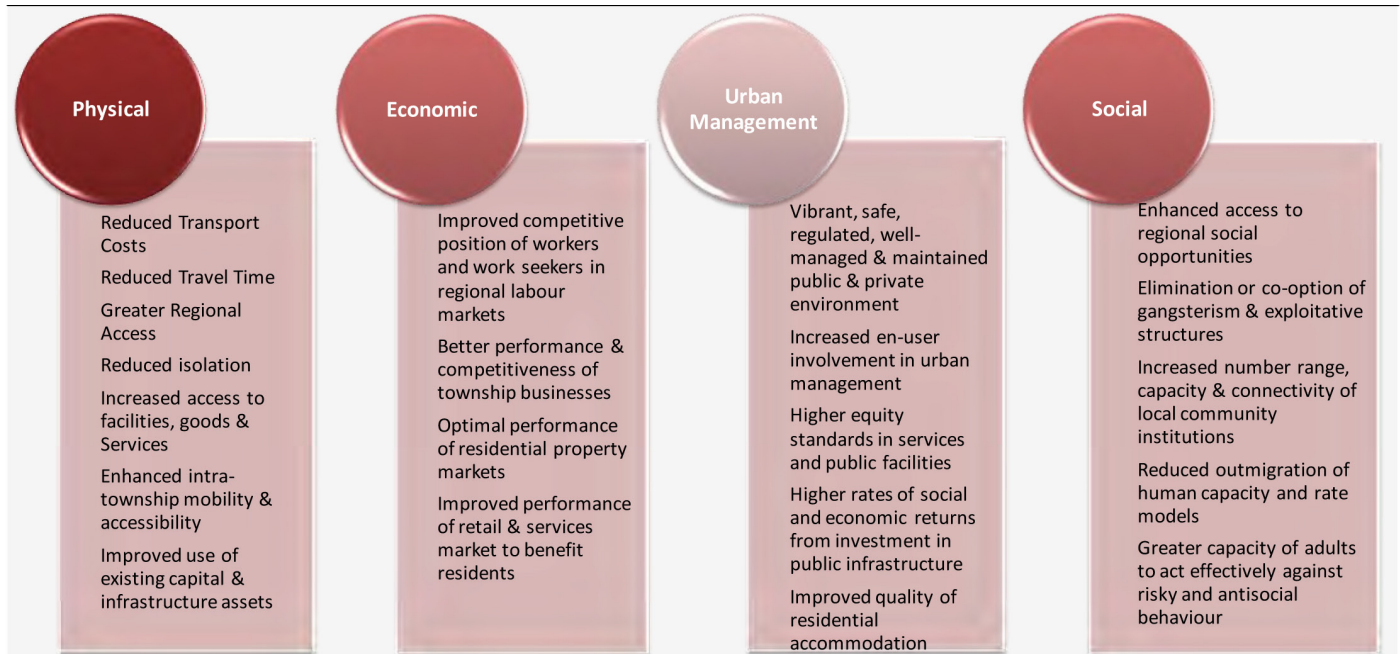 Physical
Reduced Transport
Costs
Reduced Travel Time
Greater Regional
Access
Reduced isolation
Increased access to
facilities, goods &
Services
Enhanced intra-
township mobility &
accessibility
Improved use of
existing capital &
infrastructure assets
Economic
Improved competitive
position of workers
and work seekers in
regional labour
markets
Better performance &
competitiveness of
township businesses
Optimal performance
of residential property
markets
Improved performance
of retail & services
market to benefit
residents
Urban
Management
Vibrant, safe,
regulated, well-
managed & maintained
public & private
environment
Increased en-user
involvement in urban
management
Higher equity
standards in services
and public facilities
Higher rates of social
and economic returns
from investment in
public infrastructure
Improved quality of
residential
accommodation
Social
Enhanced access to
regional social
opportunities
Elimination or co-option of
gangsterism & exploitative
structures
Increased number range,
capacity & connectivity of
local community
institutions
Reduced outmigration of
human capacity and rate
models
Greater capacity of adults
to act effectively against
risky and antisocial
behaviour